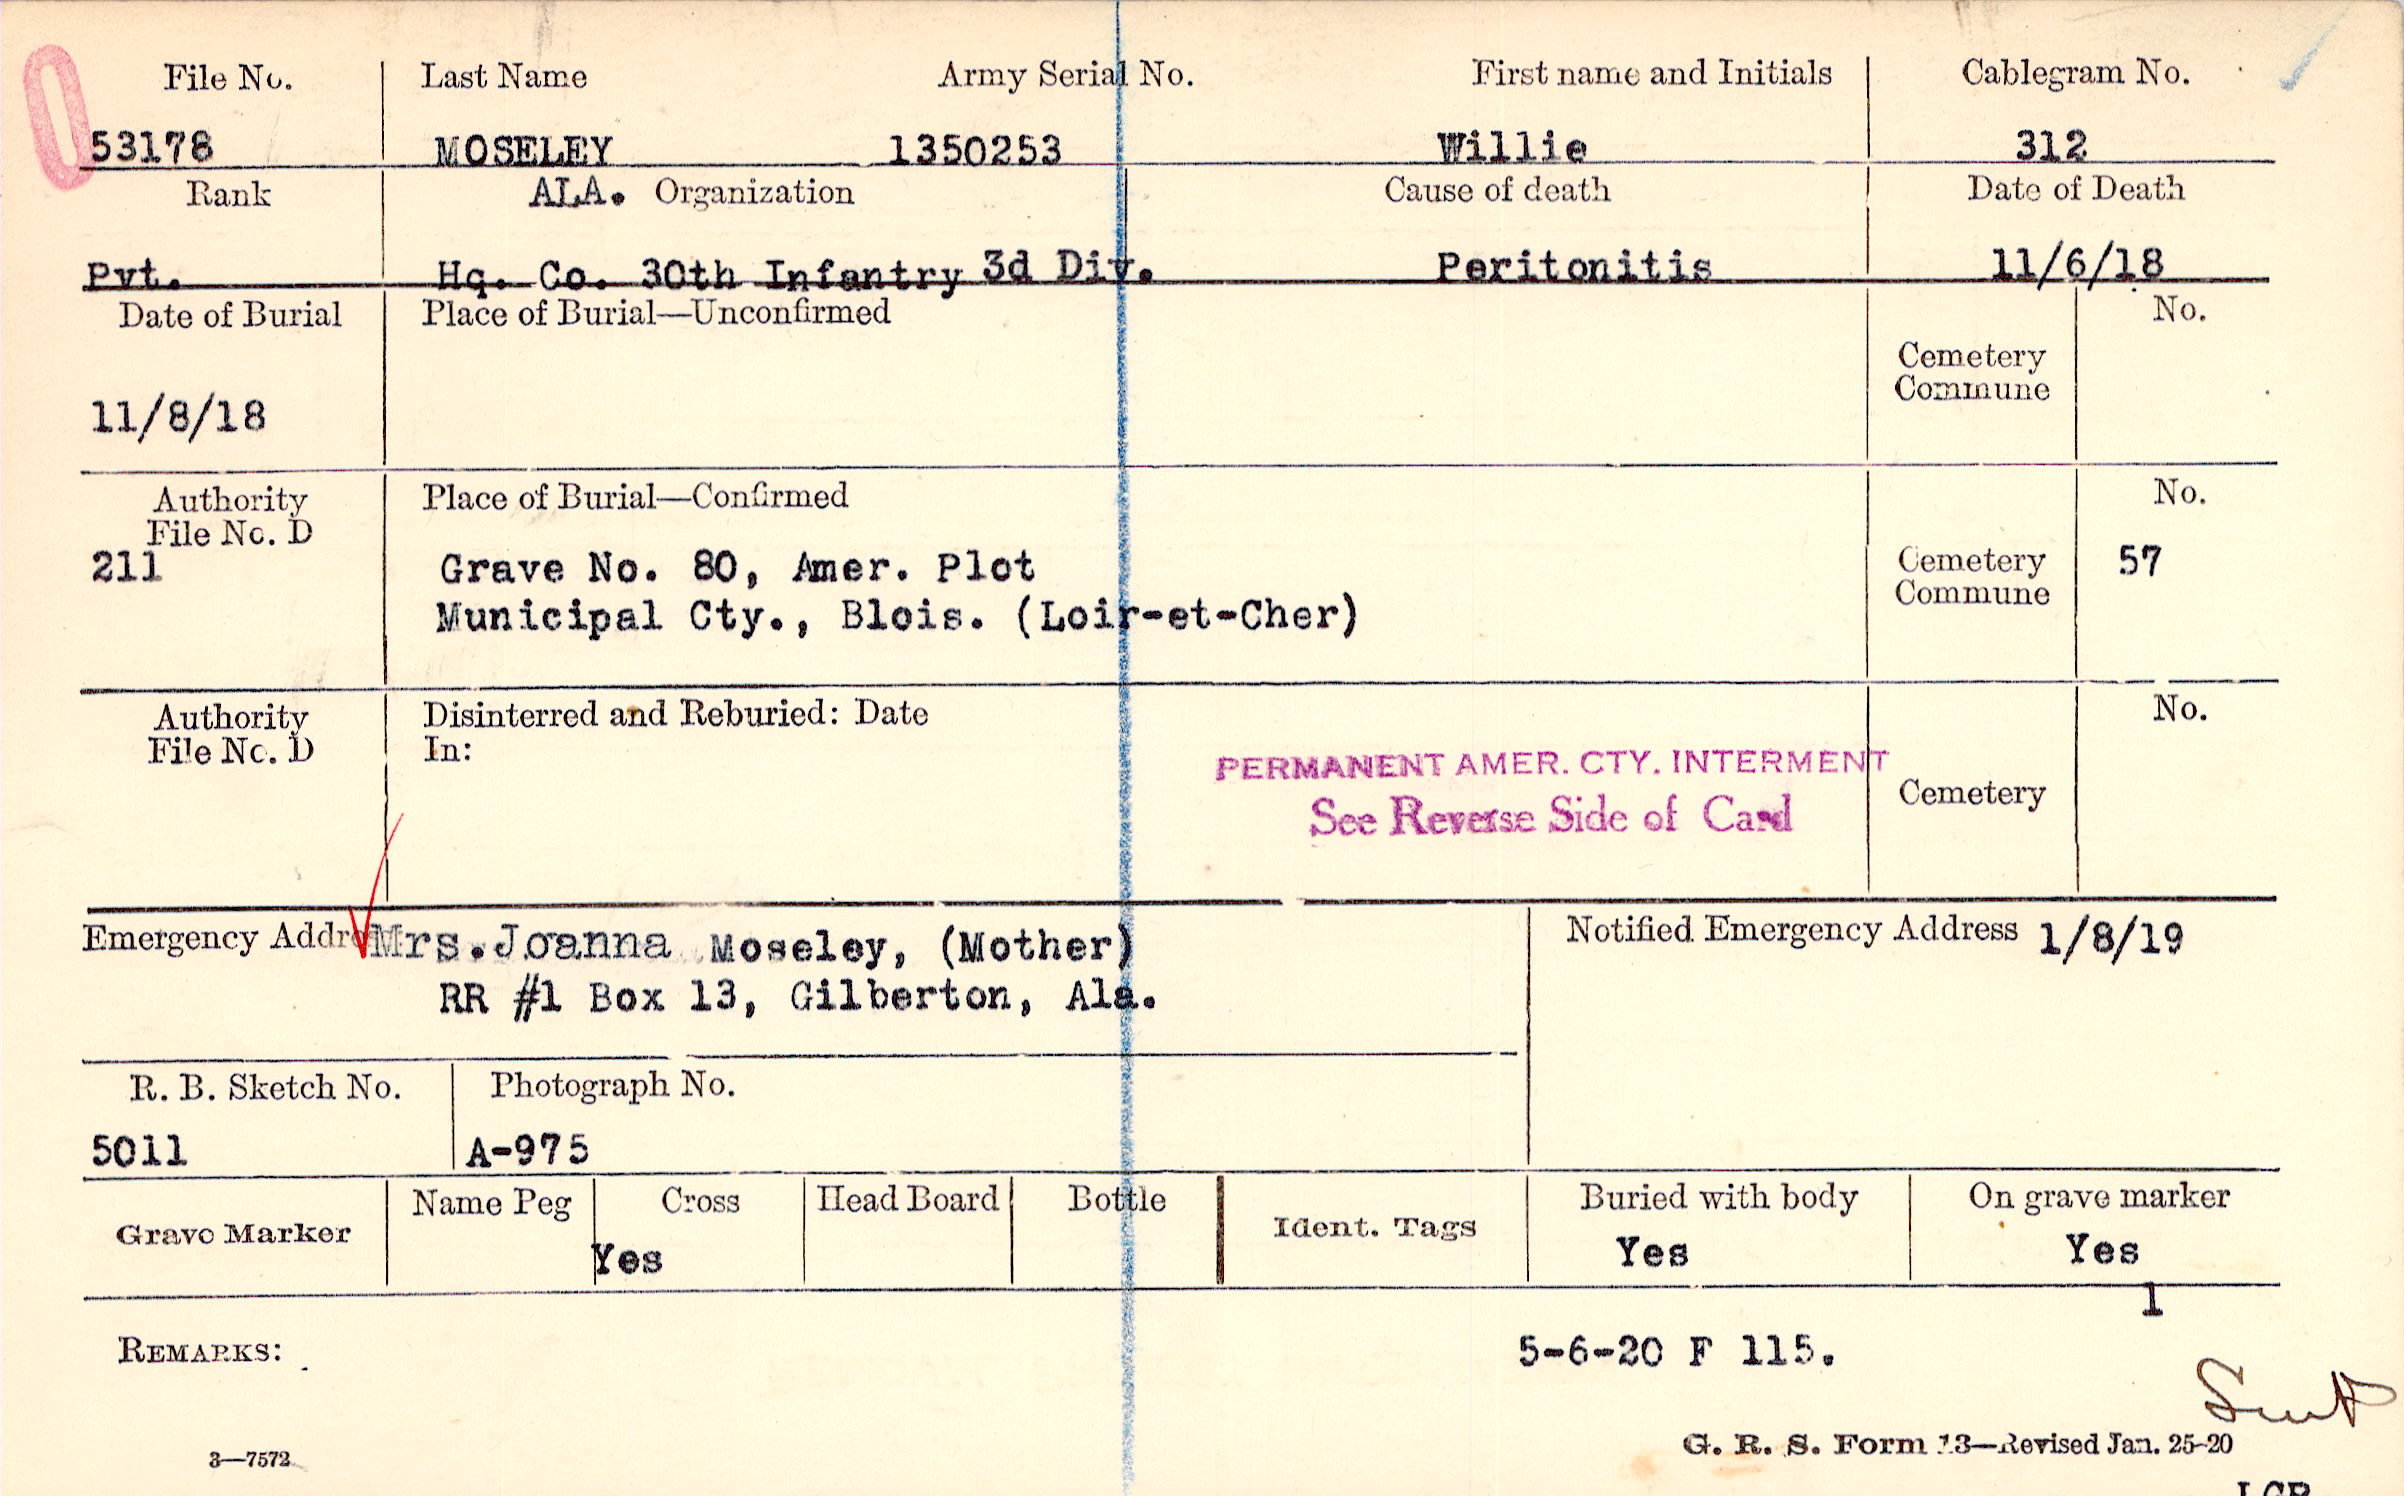 File No. Last Name Army Serial No. First name and Initials Cablegram No.
53178 MOSELEY 1350253 Willie 312
Rank ALA. Organization Cause of death Date of Death
Pvt. Hq. Co. 30th Infantry 3d Div. Peritonitis 11/6/18
Date of Burial Place of Burial—Unconfirmed No.
Cemetery
Commune
11/8/18
Authority Place of Burial—Confirmed No.
File No. D
211 Grave No. 80, Amer. Plot Cemetery 57
Municipal Cty., Blois. (Loir-et-Cher) Commune
Authority Disinterred and Reburied: Date No.
File No. D In:
PERMANENT AMER. CTY. INTERMENT
See Reverse Side of Card Cemetery
Emergency Addre Mrs. Joanna Moseley, (Mother) Notified Emergency Address 1/8/19
RR #1 Box 13, Gilberton, Ala.
R. B. Sketch No. Photograph No.
5011 A-975
Grave Marker Name Peg Cross Head Board Bottle Ident. Tags Buried with body On grave marker
Yes Yes Yes
1
REMARKS: 5-6-20 F 115.
G. R. S. Form 13—Revised Jan. 25-20
3—7572